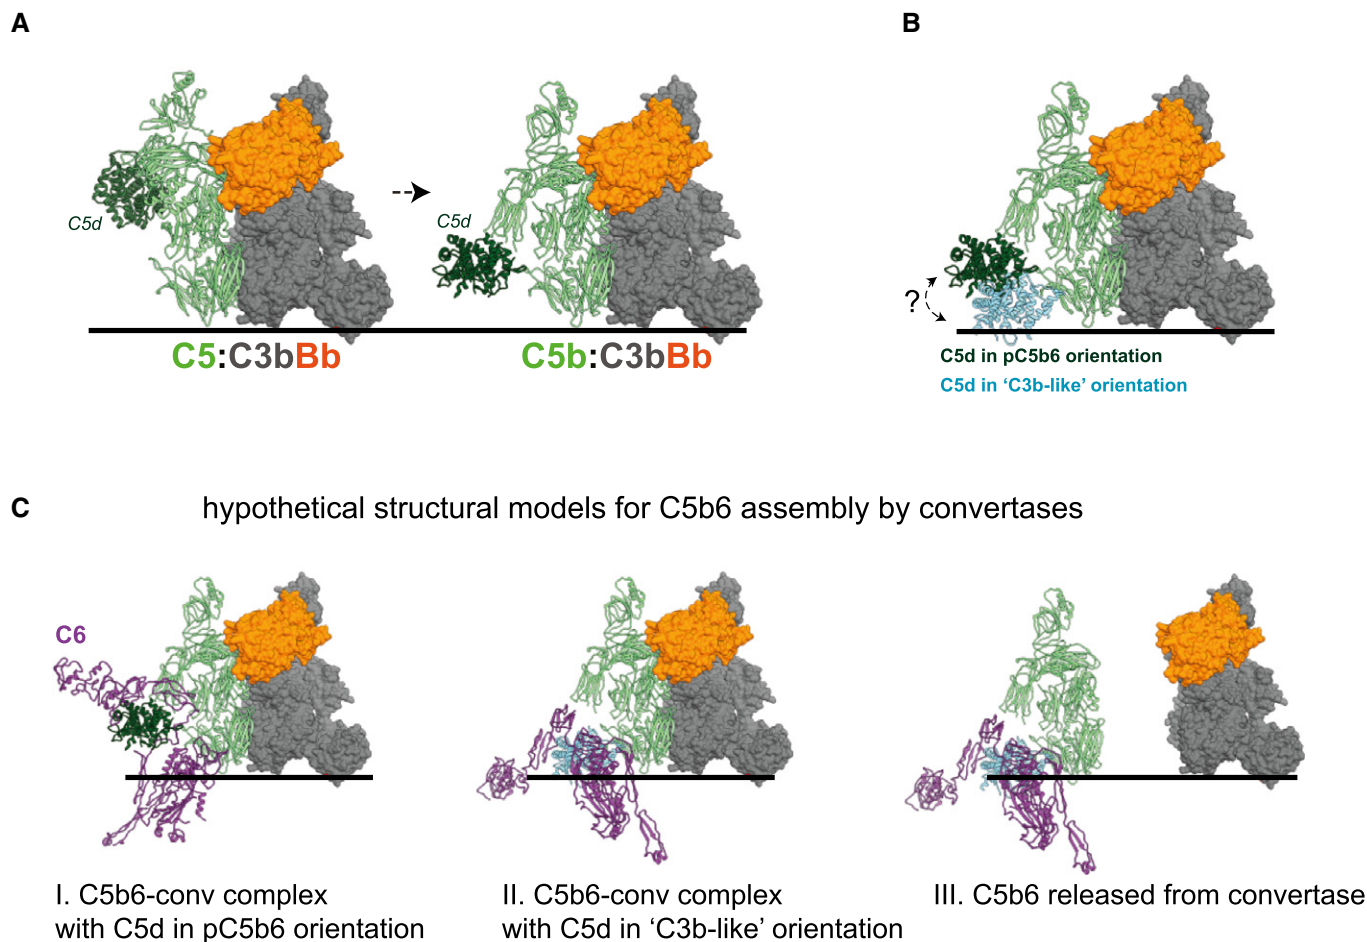 A
B
C5d
C5d
C5:C3bBb
C5b:C3bBb
?
C5d in pC5b6 orientation
C5d in ‘C3b-like’ orientation
C
hypothetical structural models for C5b6 assembly by convertases
C6
I. C5b6-conv complex
with C5d in pC5b6 orientation
II. C5b6-conv complex
with C5d in ‘C3b-like’ orientation
III. C5b6 released from convertase